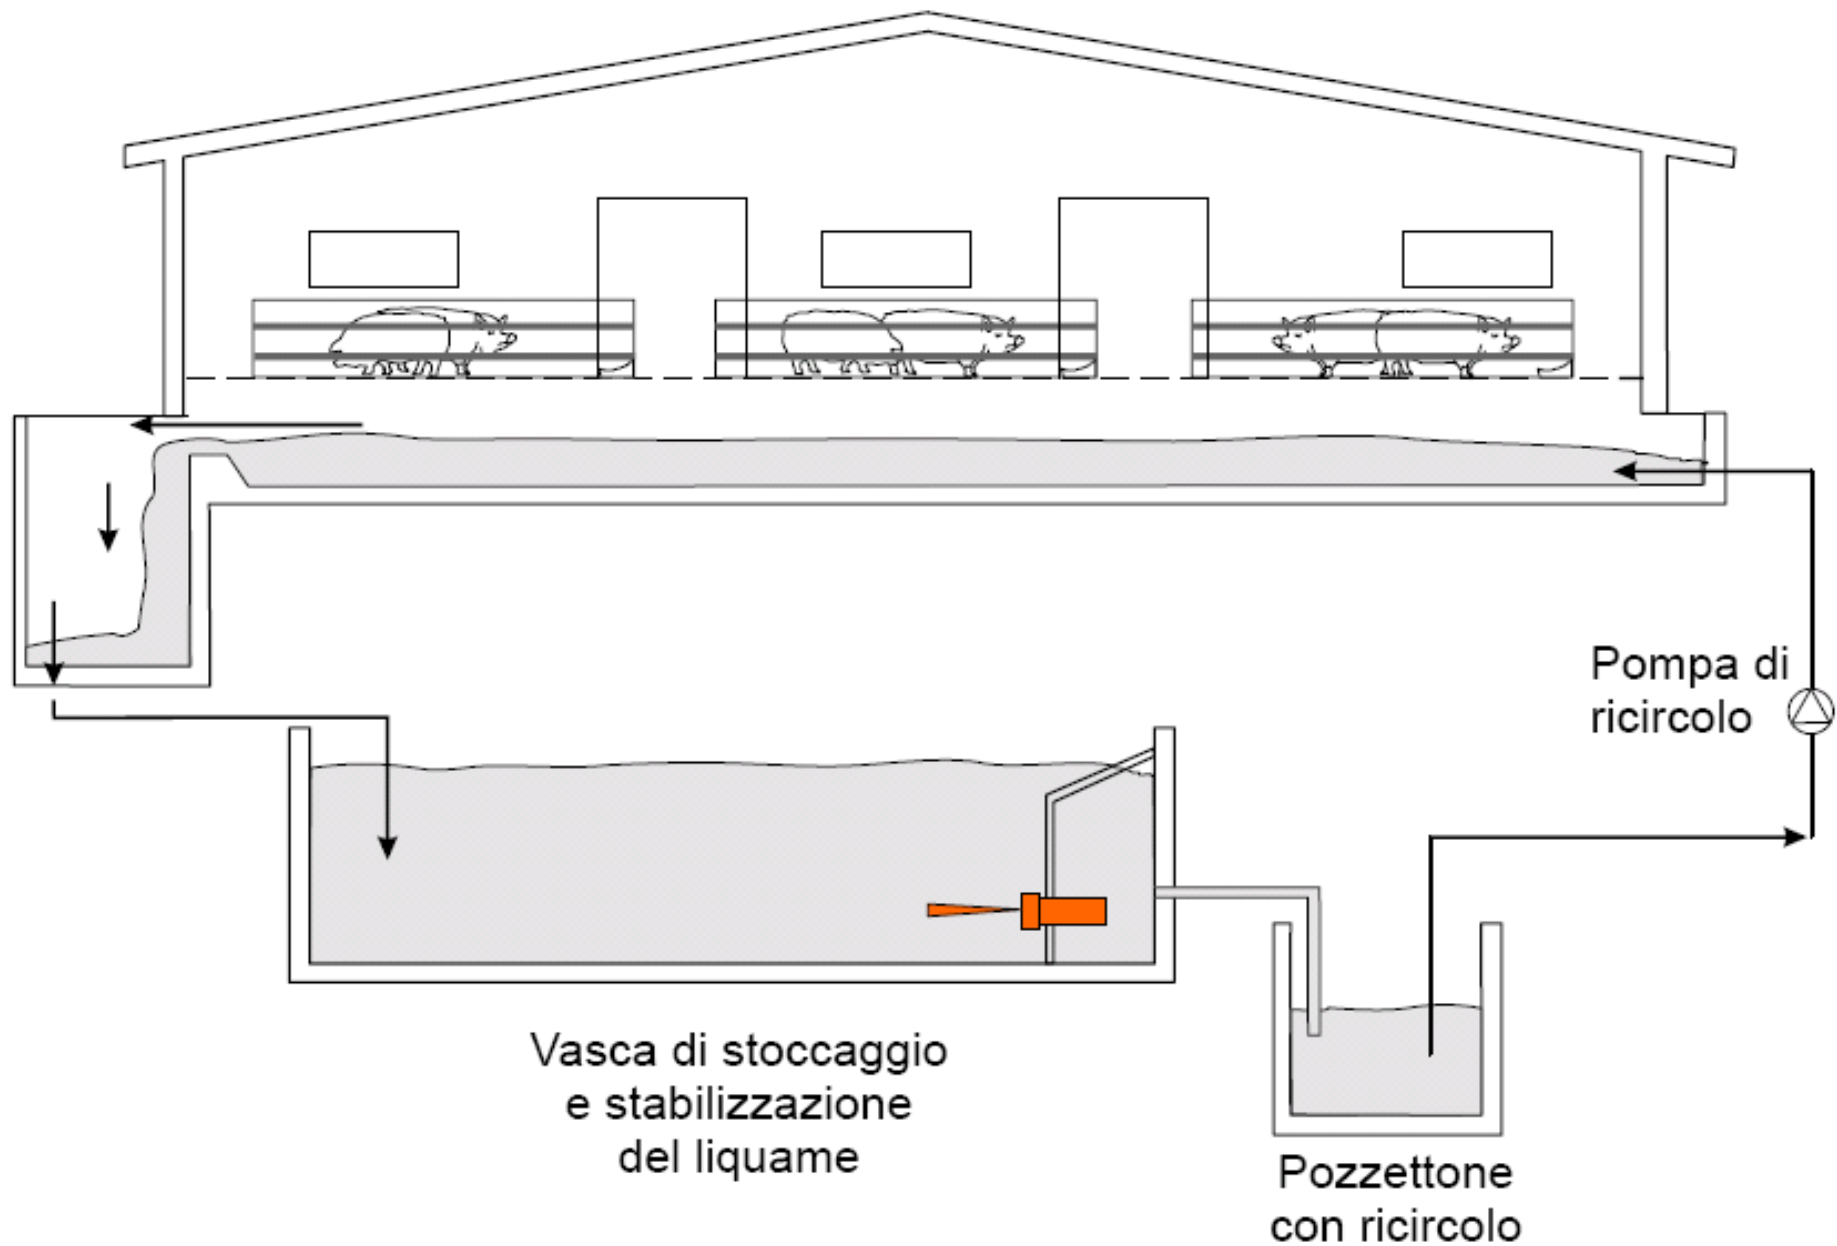 Pompa di
ricircolo
Vasca di stoccaggio
e stabilizzazione
del liquame
Pozzettone
con ricircolo